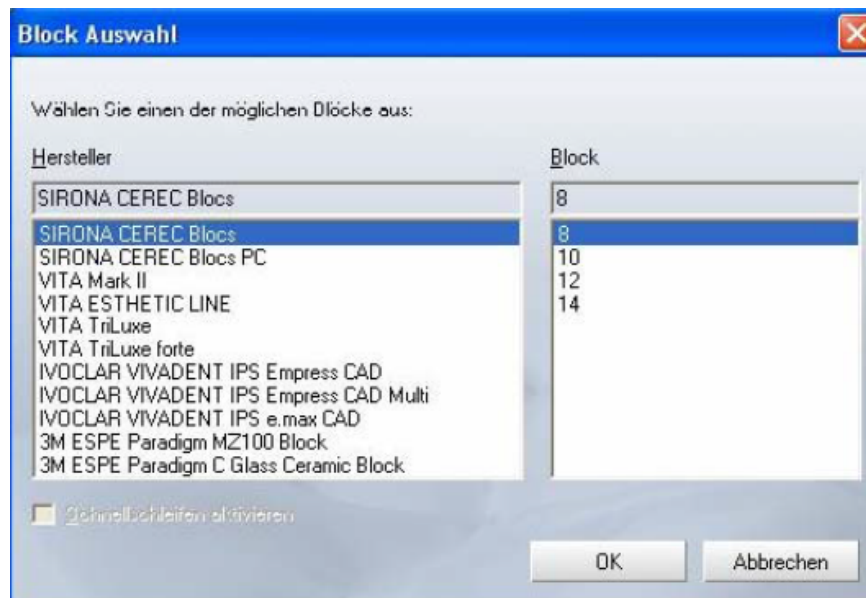 Block Auswahl
Wählen Sie einen der möglichen Blöcke aus:
Hersteller
SIRONA CEREC Blocs
SIRONA CEREC Blocs
SIRONA CEREC Blocs PC
VITA Mark II
VITA ESTHETIC LINE
VITA TriLuxe
VITA TriLuxe forte
IVOCLAR VIVADENT IPS Empress CAD
IVOCLAR VIVADENT IPS Empress CAD Multi
IVOCLAR VIVADENT IPS e.max CAD
3M ESPE Paradigm MZ100 Block
3M ESPE Paradigm C Glass Ceramic Block
Block
8
8
10
12
14
Schnellschleifen aktivieren
OK
Abbrechen